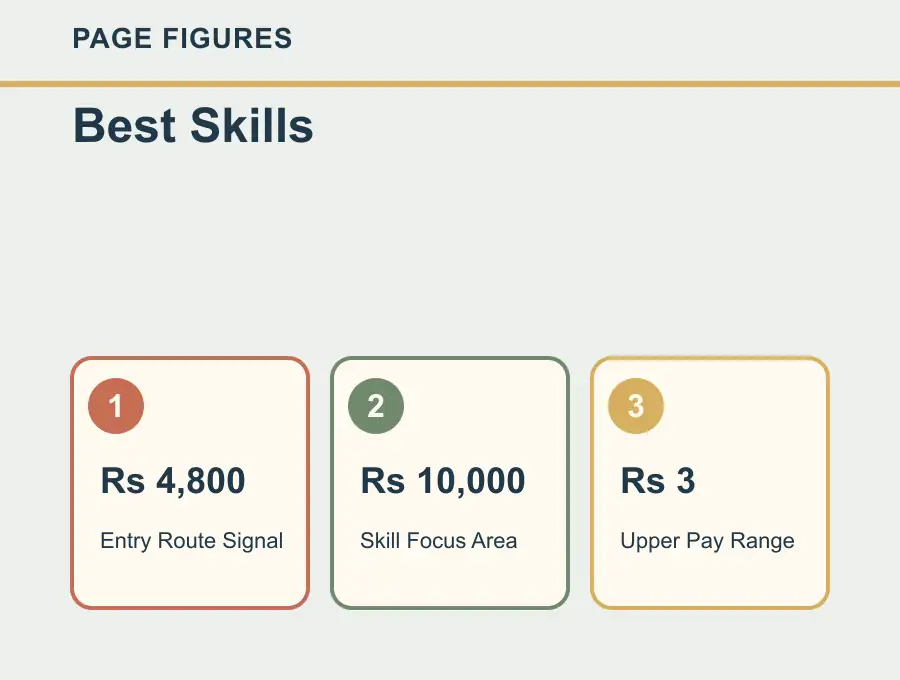 PAGE FIGURES
Best Skills
1
Rs 4,800
Entry Route Signal
2
Rs 10,000
Skill Focus Area
3
Rs 3
Upper Pay Range